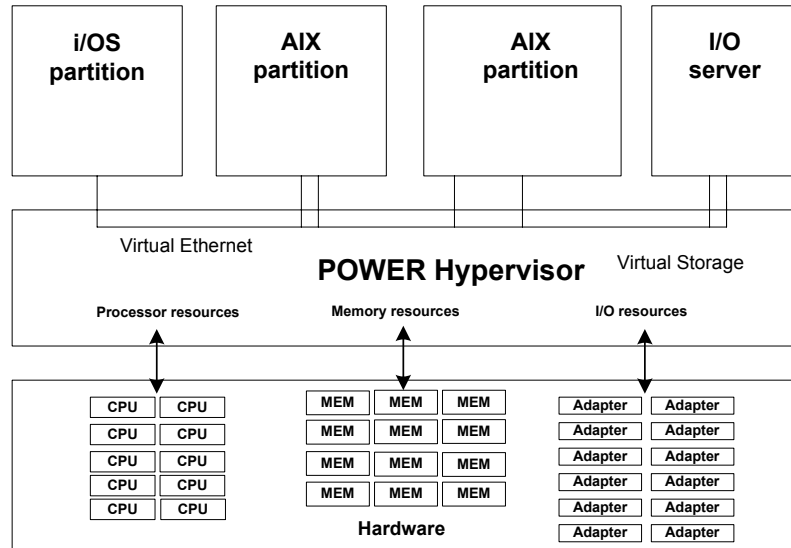 i/OS
partition
AIX
partition
AIX
partition
I/O
server
Virtual Ethernet
POWER Hypervisor
Virtual Storage
Processor resources
Memory resources
I/O resources
CPU CPU
CPU CPU
CPU CPU
CPU CPU
CPU CPU
MEM MEM MEM
MEM MEM MEM
MEM MEM MEM
MEM MEM MEM
Adapter Adapter
Adapter Adapter
Adapter Adapter
Adapter Adapter
Adapter Adapter
Adapter Adapter
Hardware